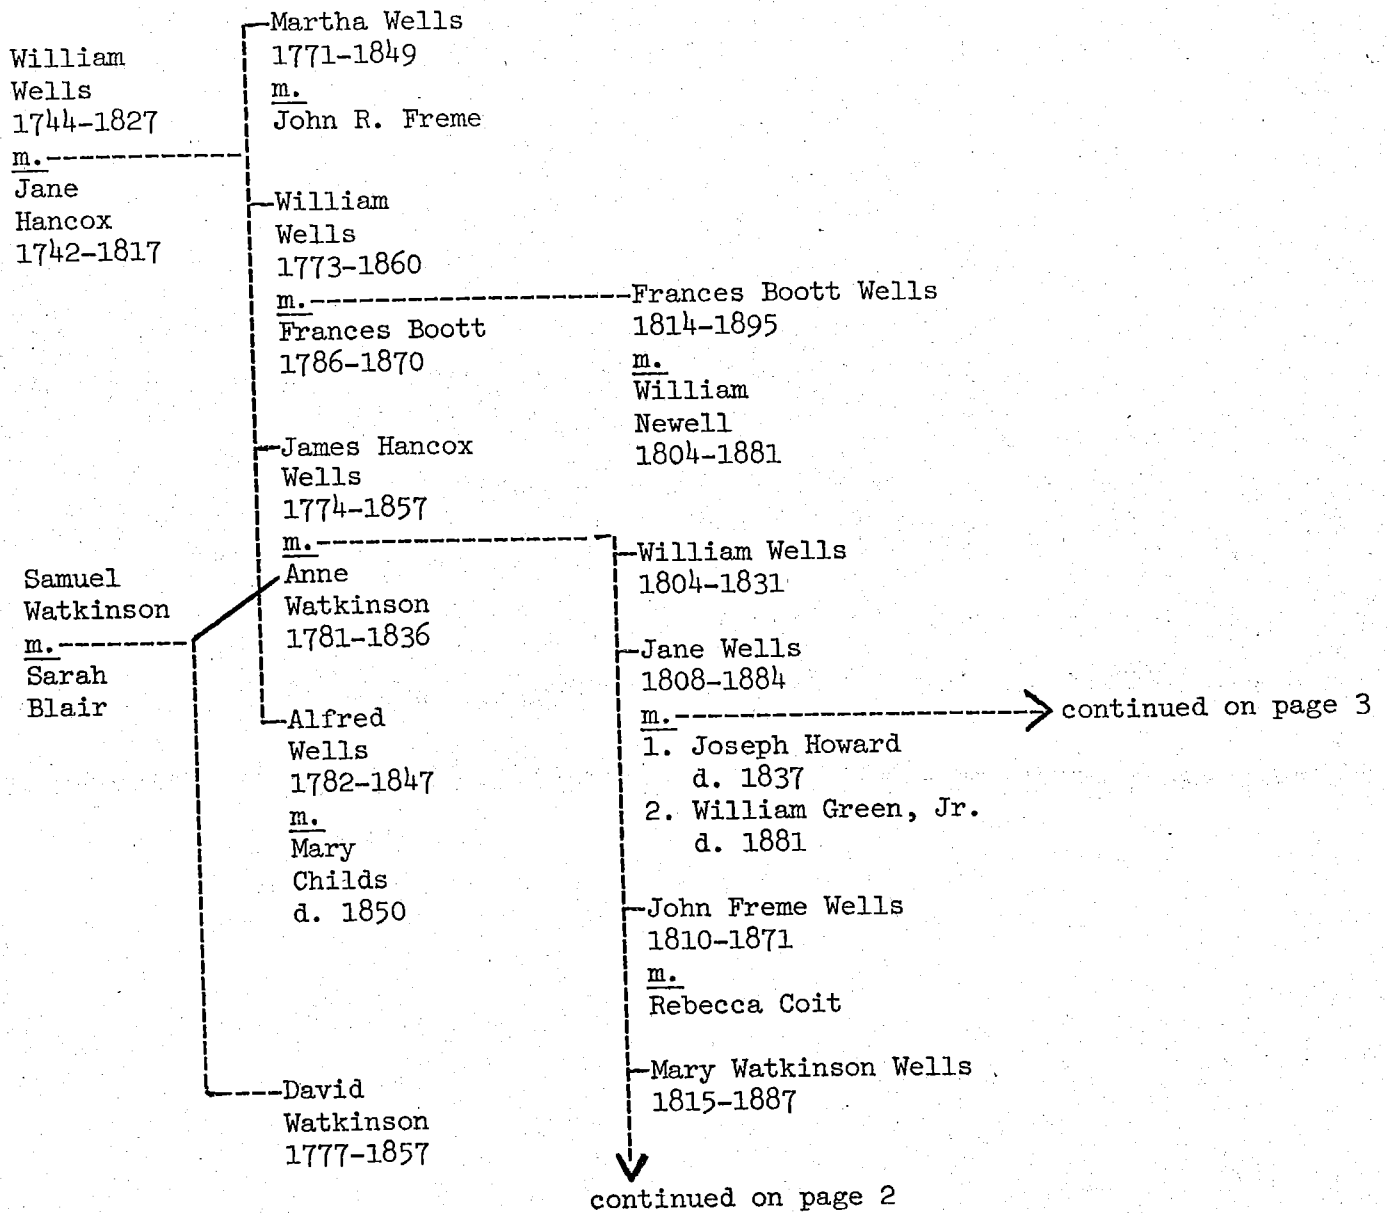 William
Wells
1744-1827
m.
Jane
Hancox
1742-1817
Samuel
Watkinson
m.
Sarah
Blair
Martha Wells
1771-1849
m.
John R. Freme
William
Wells
1773-1860
m.
Frances Boott
1786-1870
James Hancox
Wells
1774-1857
m.
Anne
Watkinson
1781-1836
Alfred
Wells
1782-1847
m.
Mary
Childs
d. 1850
David
Watkinson
1777-1857
Frances Boott Wells
1814-1895
m.
William
Newell
1804-1881
William Wells
1804-1831
Jane Wells
1808-1884
m.
continued on page 3
1. Joseph Howard
d. 1837
2. William Green, Jr.
d. 1881
John Freme Wells
1810-1871
m.
Rebecca Coit
Mary Watkinson Wells
1815-1887
continued on page 2